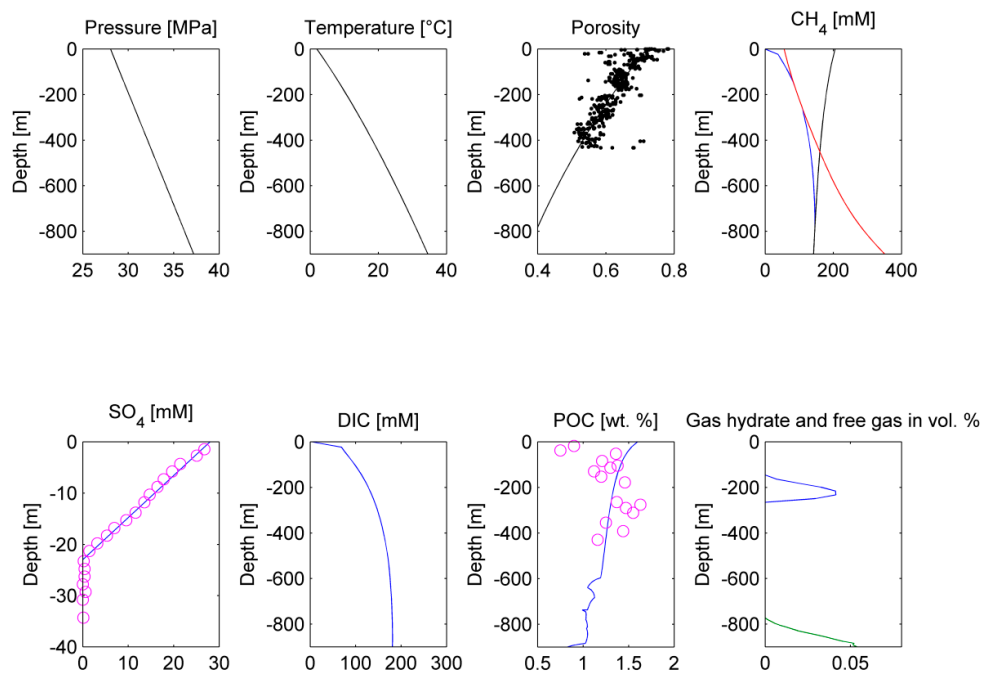 Pressure [MPa]
Temperature [°C]
Porosity
CH4 [mM]
Depth [m]
0
-200
-400
-600
-800
25 30 35 40
Depth [m]
0
-200
-400
-600
-800
0 20 40
Depth [m]
0
-200
-400
-600
-800
0.4 0.6 0.8
Depth [m]
0
-200
-400
-600
-800
0 200 400
SO4 [mM]
DIC [mM]
POC [wt. %]
Gas hydrate and free gas in vol. %
Depth [m]
0
-10
-20
-30
-40
0 10 20 30
Depth [m]
0
-200
-400
-600
-800
0 100 200 300
Depth [m]
0
-200
-400
-600
-800
0.5 1 1.5 2
Depth [m]
0
-200
-400
-600
-800
0 0.05